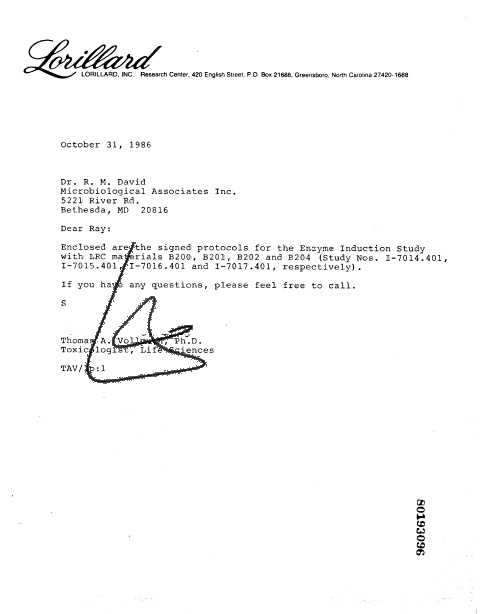 Lorillard
LORILLARD, INC. Research Center, 420 English Street, P.O. Box 21688, Greensboro, North Carolina 27420-1688
October 31, 1986
Dr. R. M. David
Microbiological Associates Inc.
5221 River Rd.
Bethesda, MD 20816
Dear Ray:
Enclosed are the signed protocols for the Enzyme Induction Study
with LRC materials B200, B201, B202 and B204 (Study Nos. I-7014.401,
I-7015.401, I-7016.401 and I-7017.401, respectively).
If you have any questions, please feel free to call.
S
Thomas A. Ph.D.
Toxicologist, Life Sciences
80193096